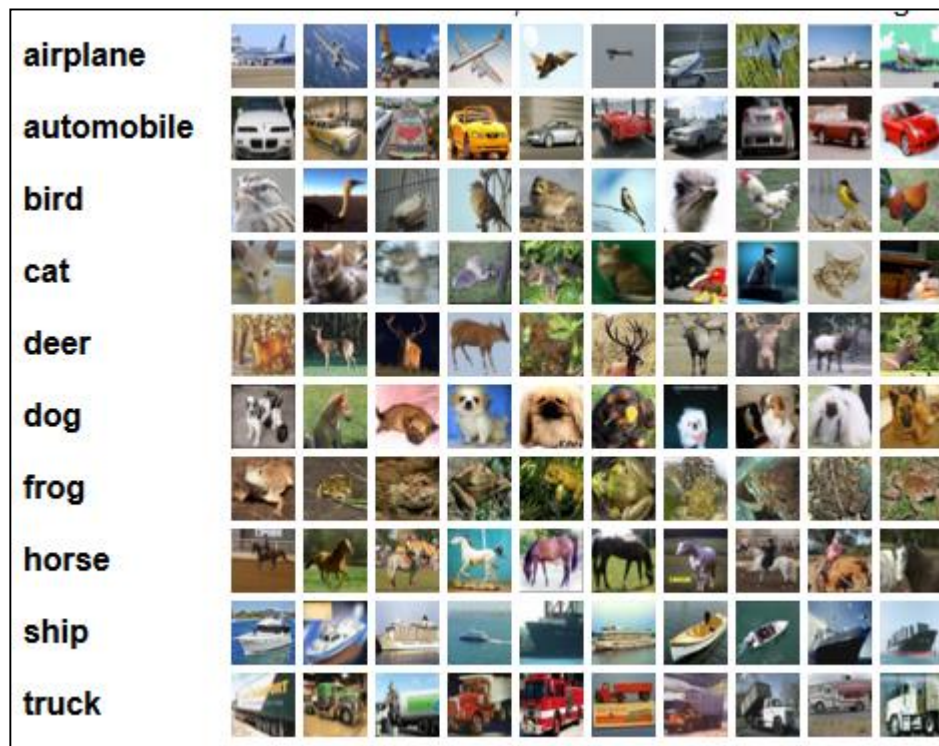 airplane
automobile
bird
cat
deer
dog
frog
horse
ship
truck